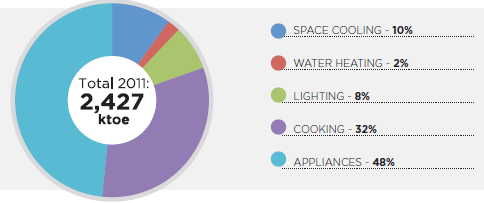 Total 2011:
2,427
ktoe
SPACE COOLING - 10%
WATER HEATING - 2%
LIGHTING - 8%
COOKING - 32%
APPLIANCES - 48%